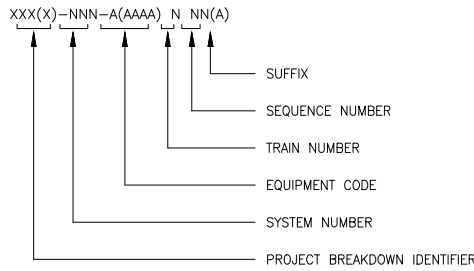 XXX(X)-NNN-A(AAAA) N NN(A)
SUFFIX
SEQUENCE NUMBER
TRAIN NUMBER
EQUIPMENT CODE
SYSTEM NUMBER
PROJECT BREAKDOWN IDENTIFIER